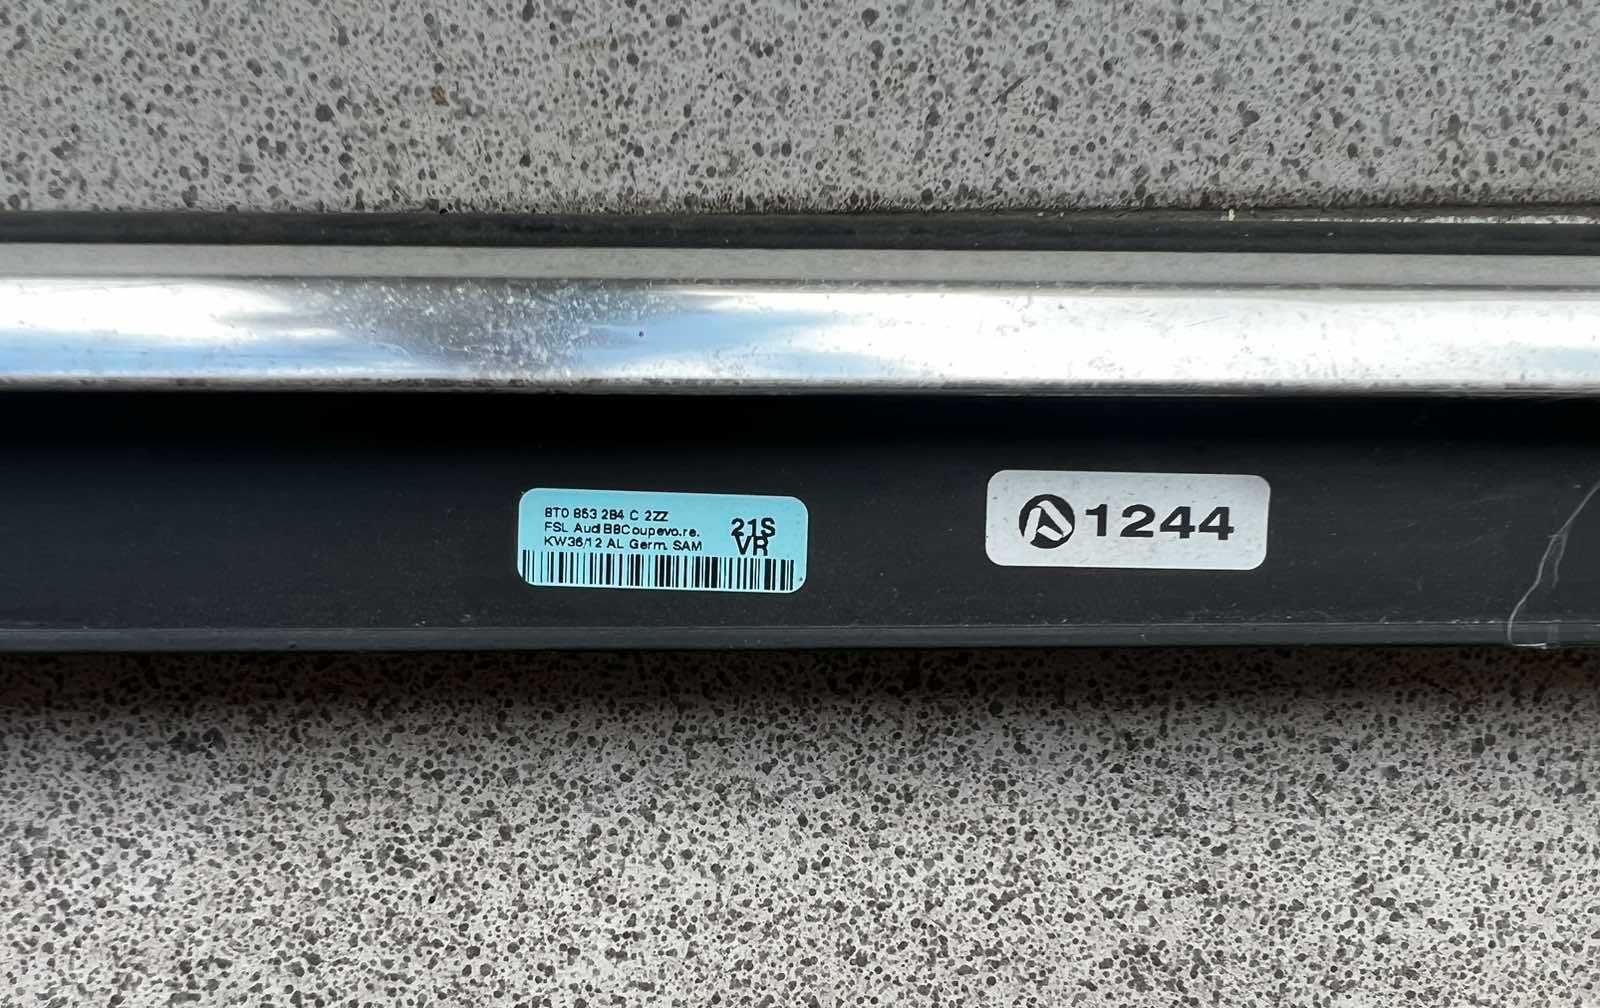 8T0 853 284 C 2ZZ
FSL Audi B8Coupevo.re.
KW36/12 AL Germ. SAM
21S
VR
1244